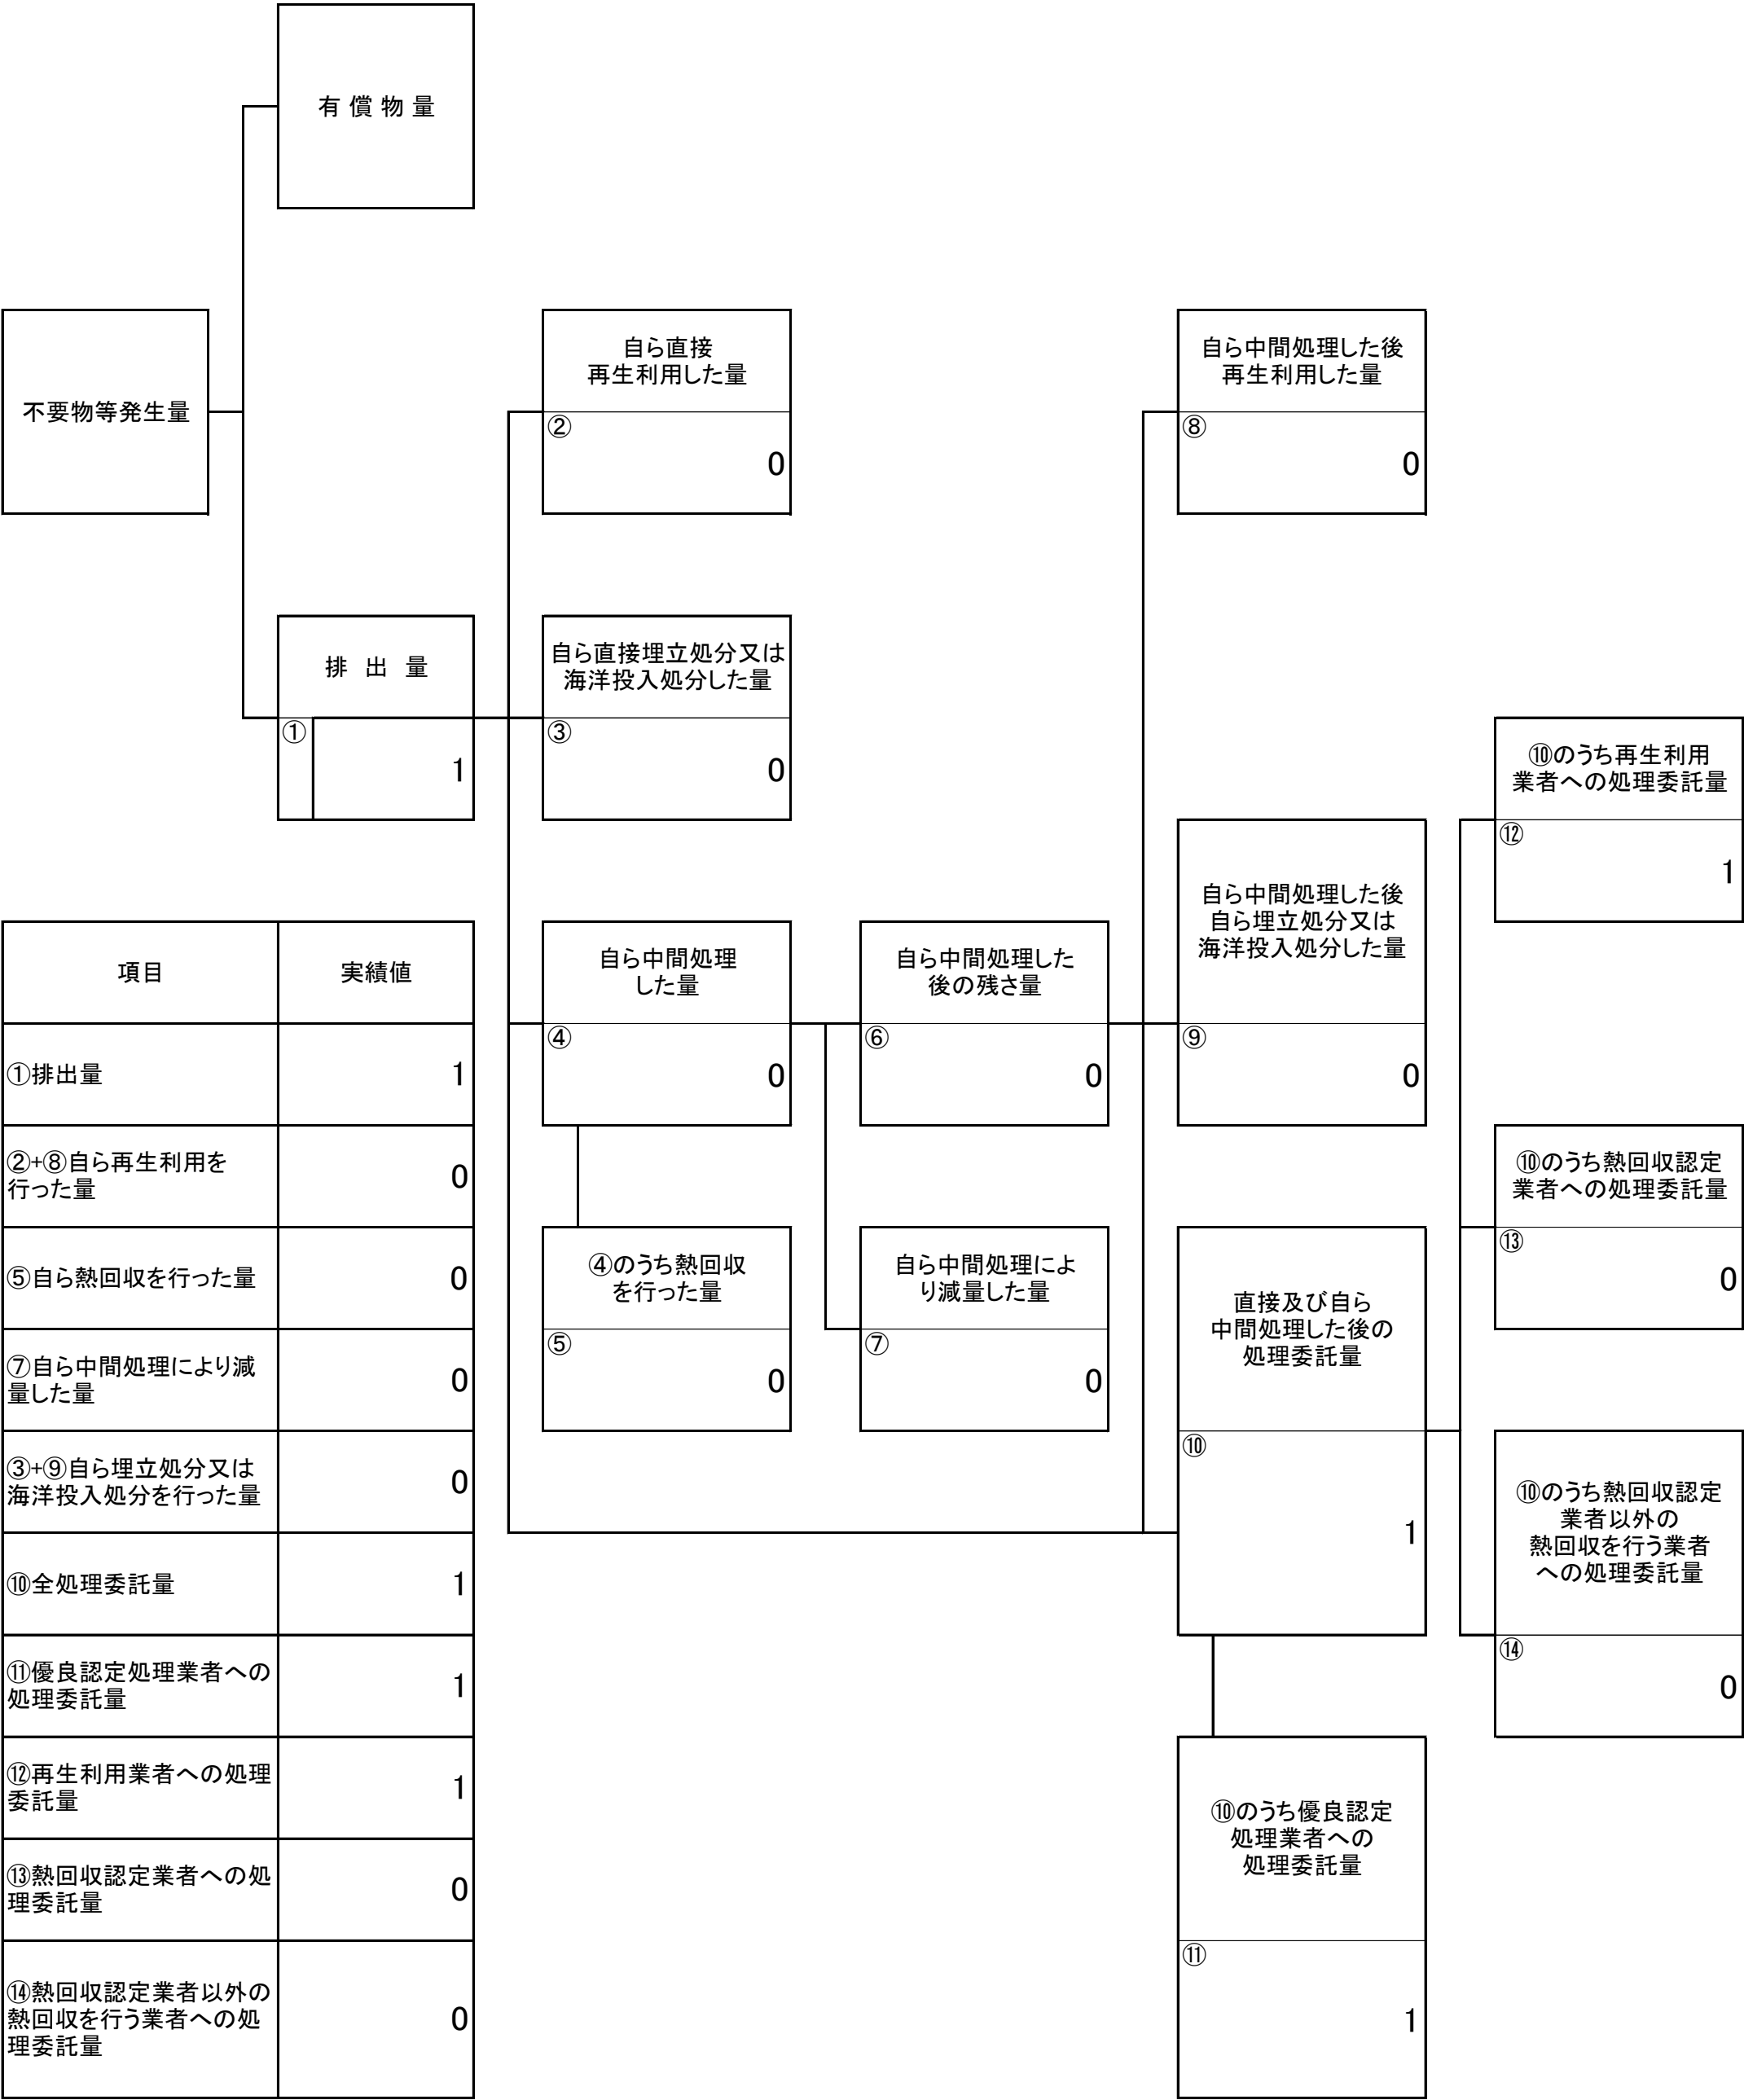 有 償 物 量
不要物等発生量
自ら直接
再生利用した量
②
0
自ら中間処理した後
再生利用した量
⑧
0
排 出 量
①
1
自ら直接埋立処分又は
海洋投入処分した量
③
0
⑩のうち再生利用
業者への処理委託量
⑫
1
自ら中間処理した後
自ら埋立処分又は
海洋投入処分した量
⑨
0
自ら中間処理
した量
④
0
自ら中間処理した
後の残さ量
⑥
0
⑩のうち熱回収認定
業者への処理委託量
⑬
0
④のうち熱回収
を行った量
⑤
0
自ら中間処理によ
り減量した量
⑦
0
直接及び自ら
中間処理した後の
処理委託量
⑩
1
⑩のうち熱回収認定
業者以外の
熱回収を行う業者
への処理委託量
⑭
0
⑩のうち優良認定
処理業者への
処理委託量
⑪
1
項目 実績値
①排出量 1
②+⑧自ら再生利用を
行った量
0
⑤自ら熱回収を行った量 0
⑦自ら中間処理により減
量した量
0
③+⑨自ら埋立処分又は
海洋投入処分を行った量
0
⑩全処理委託量 1
⑪優良認定処理業者への
処理委託量
1
⑫再生利用業者への処理
委託量
1
⑬熱回収認定業者への処
理委託量
0
⑭熱回収認定業者以外の
熱回収を行う業者への処
理委託量
0